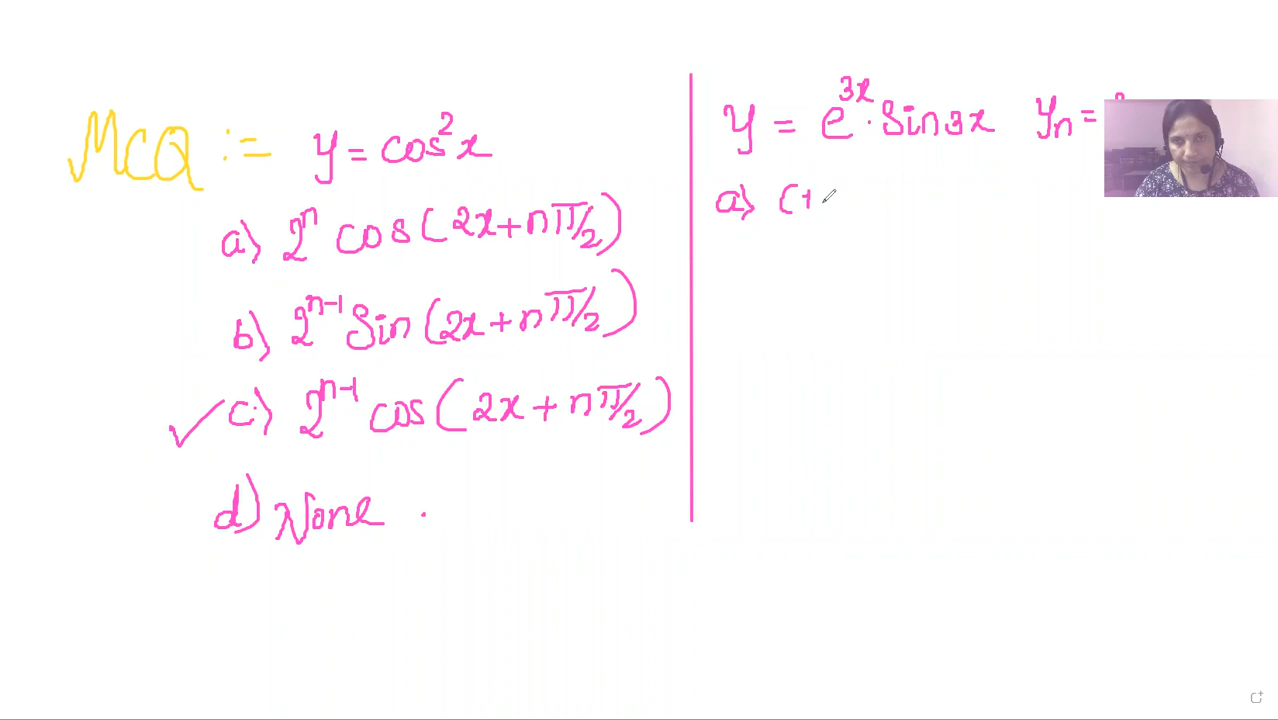 MCQ := y = cos²x
a) 2ⁿ cos(2x+nπ/2)
b) 2ⁿ⁻¹ Sin(2x+nπ/2)
✓ c.) 2ⁿ⁻¹ cos(2x+nπ/2)
d) None .
y = e³ˣ. Sin3x yₙ =
a) (+